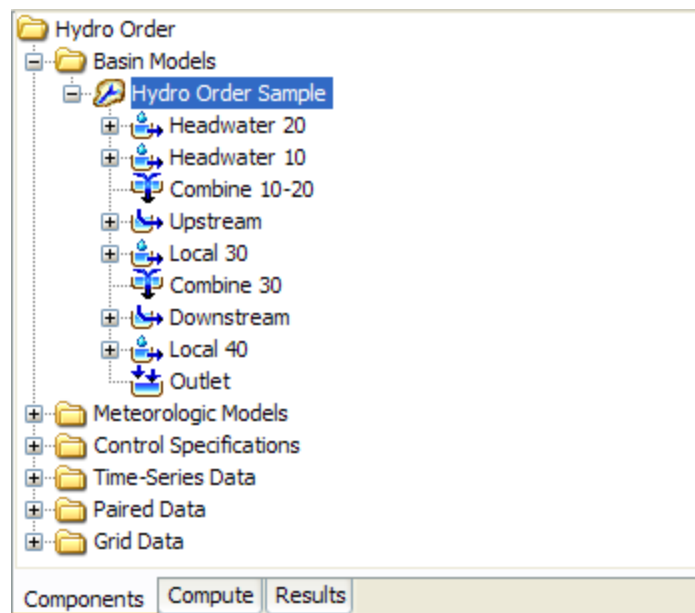 Hydro Order
Basin Models
Hydro Order Sample
Headwater 20
Headwater 10
Combine 10-20
Upstream
Local 30
Combine 30
Downstream
Local 40
Outlet
Meteorologic Models
Control Specifications
Time-Series Data
Paired Data
Grid Data
Components Compute Results